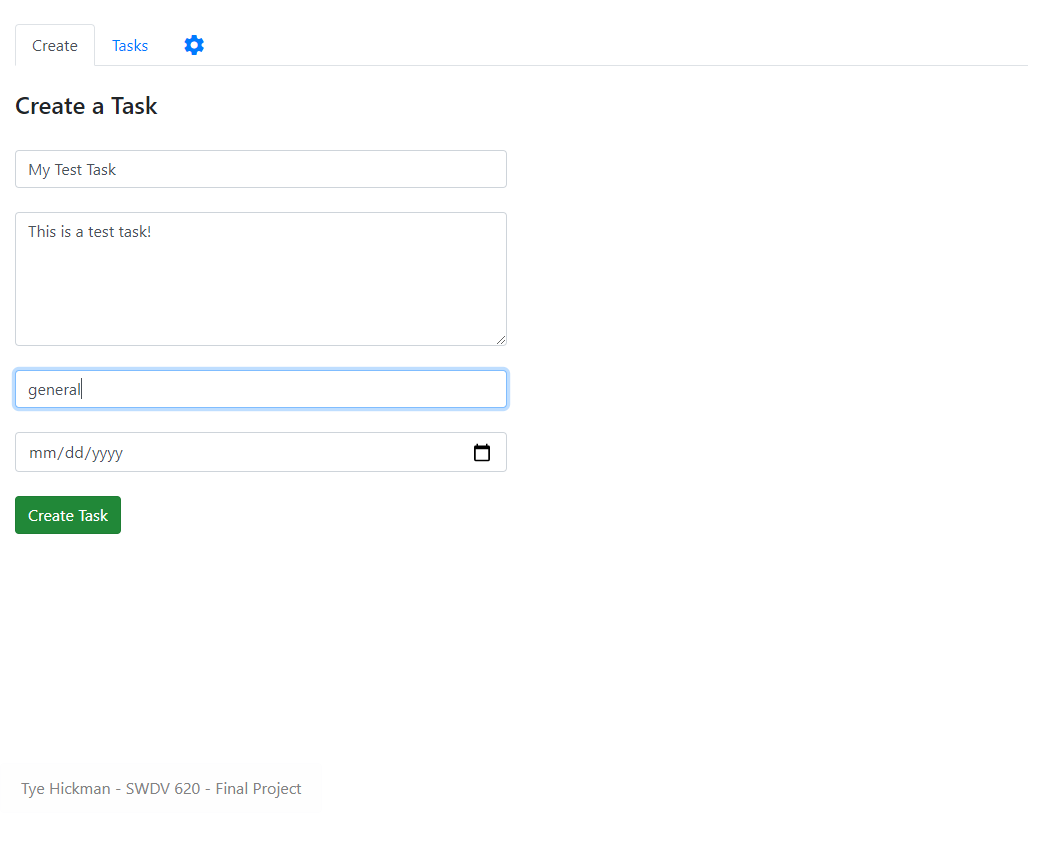 Create Tasks
Create a Task
My Test Task
This is a test task!
general
mm/dd/yyyy
Create Task
Tye Hickman - SWDV 620 - Final Project